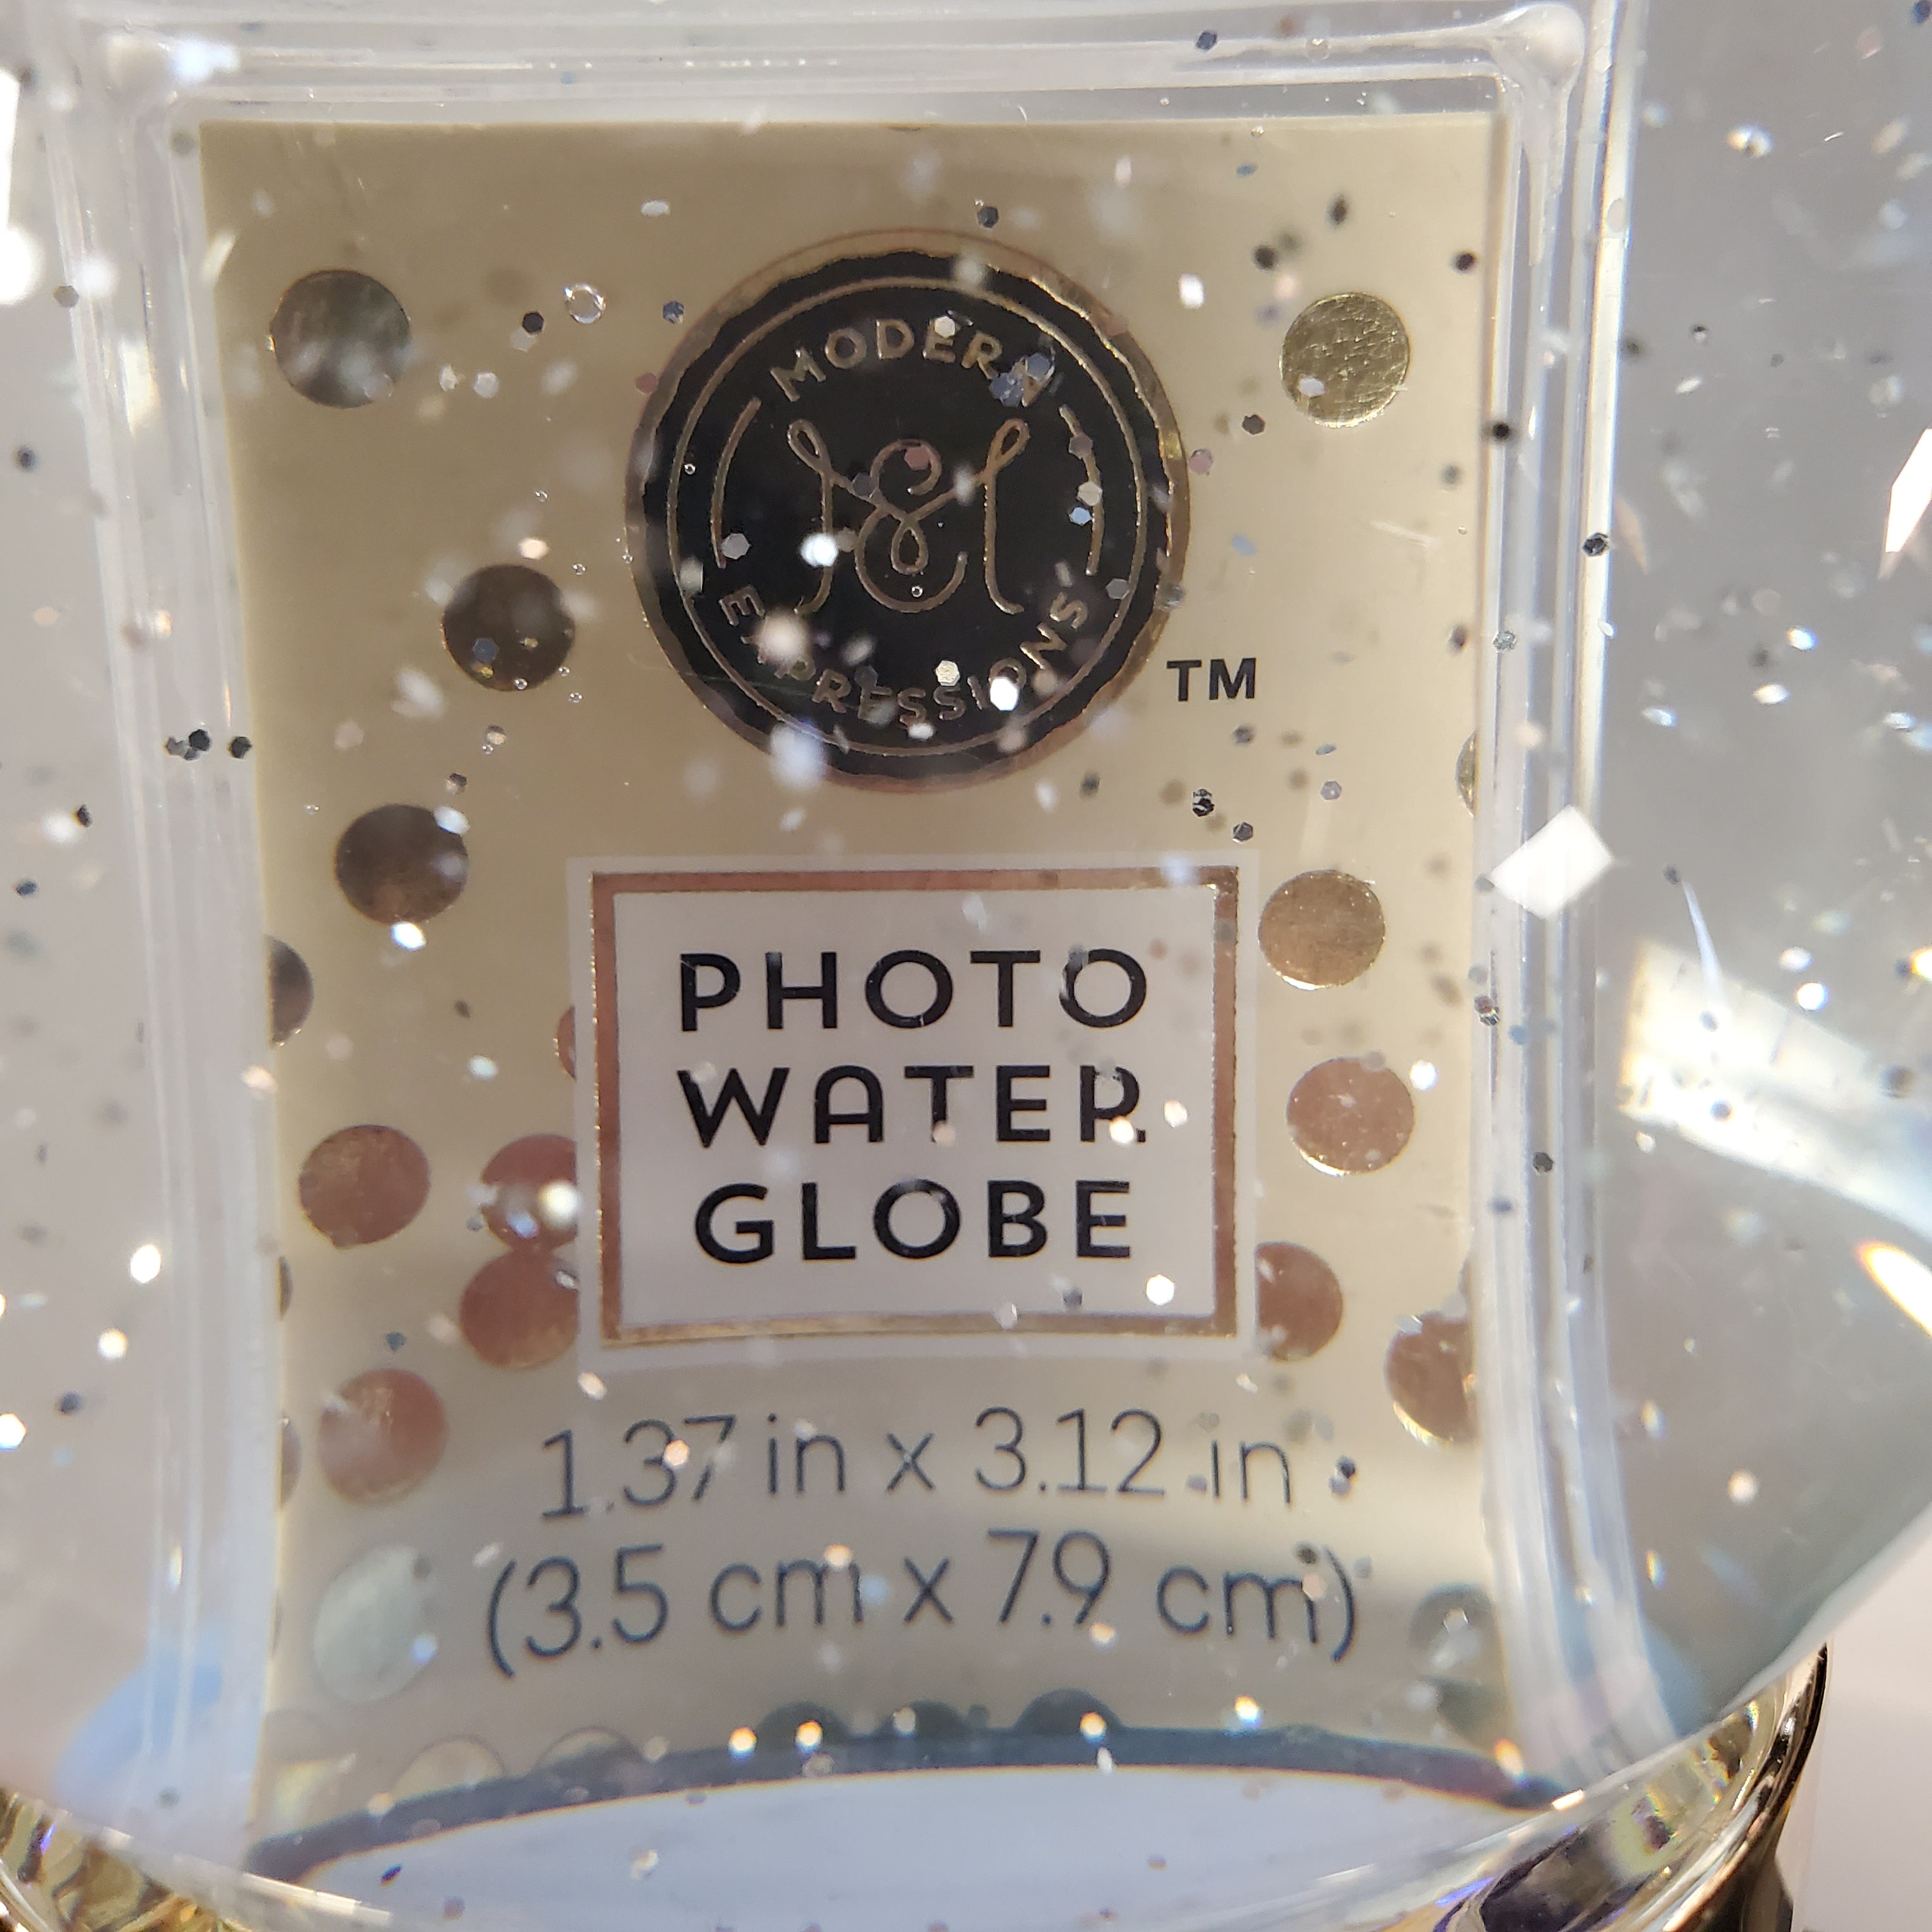 MODERN
M&M
EXPRESSIONS
TM
PHOTO
WATER
GLOBE
1.37 in x 3.12 in
(3.5 cm x 7.9 cm)